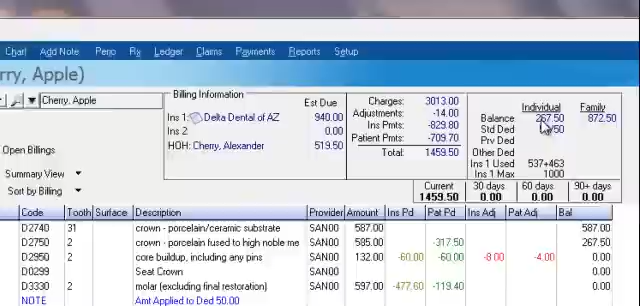 Chart Add Note Perio Rx Ledger Claims Payments Reports Setup
rry, Apple)
Cherry, Apple
Billing Information
Est Due
Ins 1: Delta Dental of AZ 940.00
Ins 2 0.00
HOH: Cherry, Alexander 519.50
Charges: 3013.00
Adjustments: -14.00
Ins Pmts: -829.80
Patient Pmts: -709.70
Total: 1459.50
Individual Family
Balance 267.50 872.50
Std Ded 50
Prv Ded
Other Ded
Ins 1 Used 537+463
Ins 1 Max 1000
Open Billings
Summary View
Sort by Billing
Current 30 days 60 days 90+ days
1459.50 0.00 0.00 0.00
Code Tooth Surface Description Provider Amount Ins Pd Pat Pd Ins Adj Pat Adj Bal
D2740 31 crown - porcelain/ceramic substrate SAN00 587.00 587.00
D2750 2 crown - porcelain fused to high noble me SAN00 585.00 -317.50 267.50
D2950 2 core buildup, including any pins SAN00 132.00 -60.00 -60.00 -8.00 -4.00 0.00
D0299 Seat Crown SAN00 0.00
D3330 2 molar (excluding final restoration) SAN00 597.00 -477.60 -119.40 0.00
NOTE Amt Applied to Ded 50.00